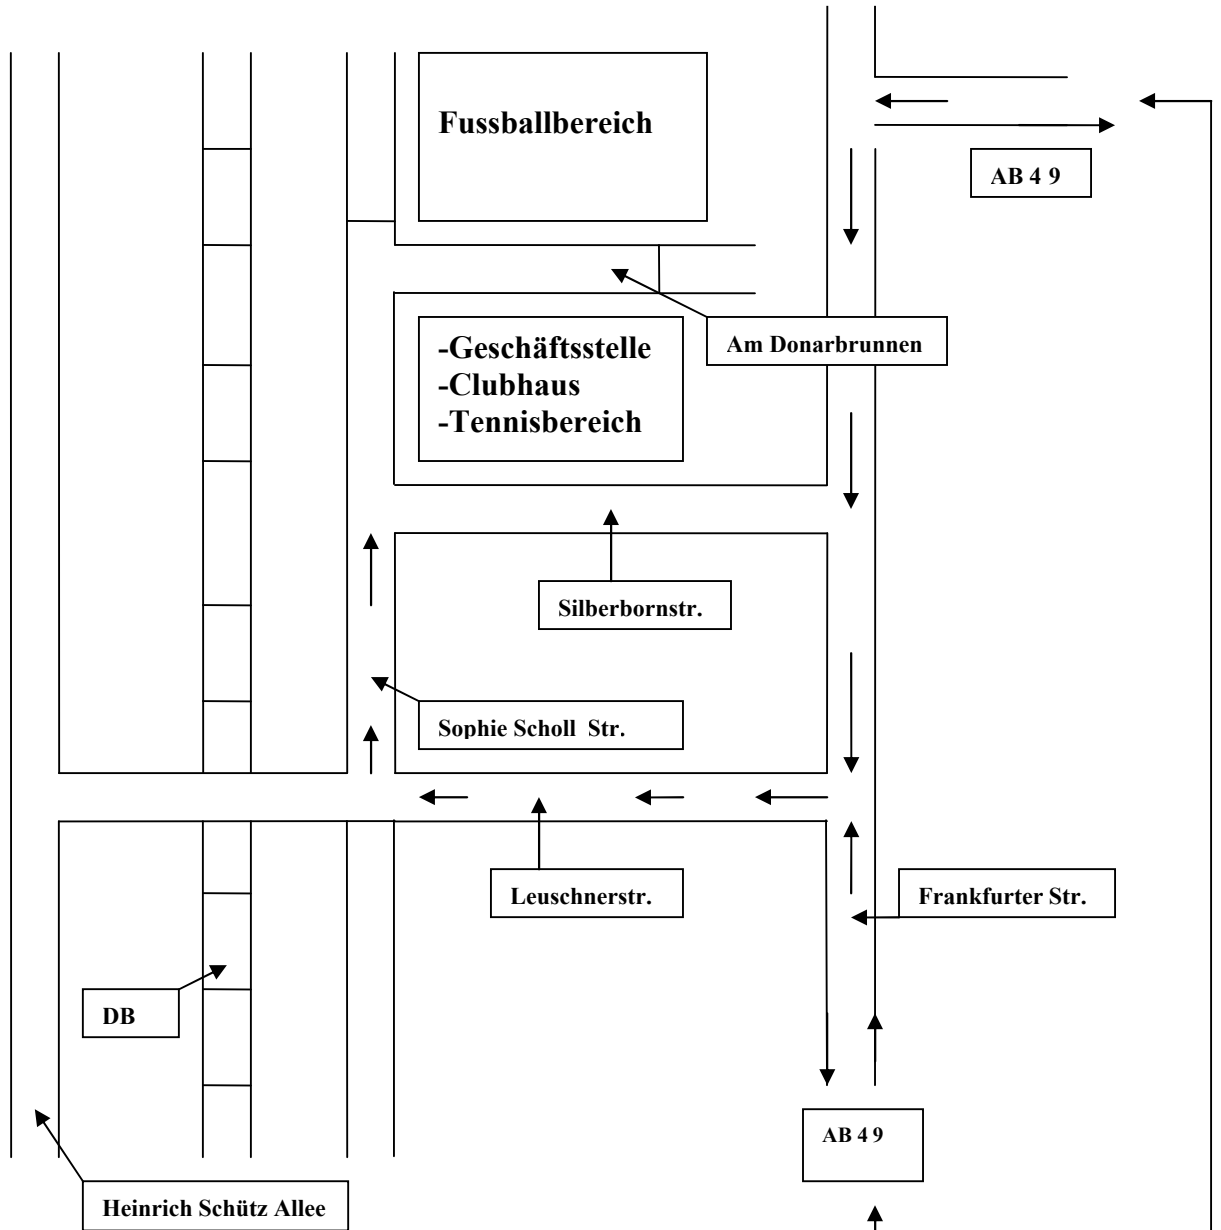 Fussballbereich
AB 4 9
Am Donarbrunnen
-Geschäftsstelle
-Clubhaus
-Tennisbereich
Silberbornstr.
Sophie Scholl Str.
Leuschnerstr.
Frankfurter Str.
DB
AB 4 9
Heinrich Schütz Allee